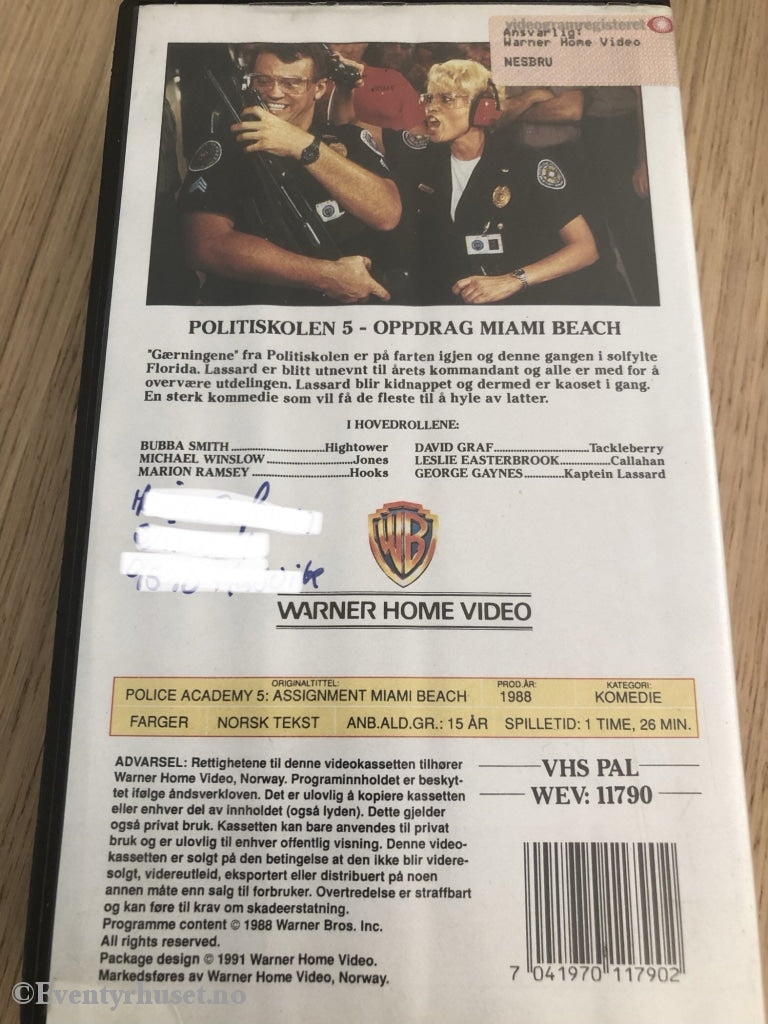 videogramregisteret
Ansvarlig:
Warner Home Video
NESBRU
POLITISKOLEN 5 - OPPDRAG MIAMI BEACH
"Gærningene" fra Politiskolen er på farten igjen og denne gangen i solfylte
Florida. Lassard er blitt utnevnt til årets kommandant og alle er med for å
overvære utdelingen. Lassard blir kidnappet og dermed er kaoset i gang.
En sterk kommedie som vil få de fleste til å hyle av latter.
I HOVEDROLLENE:
BUBBA SMITH ........................Hightower
MICHAEL WINSLOW ......................Jones
MARION RAMSEY .........................Hooks
DAVID GRAF........................Tackleberry
LESLIE EASTERBROOK.............Callahan
GEORGE GAYNES..........Kaptein Lassard
WB
WARNER HOME VIDEO
ORIGINALTITTEL: PROD.ÅR: KATEGORI:
POLICE ACADEMY 5: ASSIGNMENT MIAMI BEACH 1988 KOMEDIE
FARGER NORSK TEKST ANB.ALD.GR.: 15 ÅR SPILLETID: 1 TIME, 26 MIN.
ADVARSEL: Rettighetene til denne videokassetten tilhører
Warner Home Video, Norway. Programinnholdet er beskyt-
tet ifølge åndsverkloven. Det er ulovlig å kopiere kassetten
eller enhver del av innholdet (også lyden). Dette gjelder
også privat bruk. Kassetten kan bare anvendes til privat
bruk og er ulovlig til enhver offentlig visning. Denne video-
kassetten er solgt på den betingelse at den ikke blir videre-
solgt, videreutleid, eksportert eller distribuert på noen
annen måte enn salg til forbruker. Overtredelse er straffbart
og kan føre til krav om skadeerstatning.
Programme content © 1988 Warner Bros. Inc.
All rights reserved.
Package design © 1991 Warner Home Video.
Markedsføres av Warner Home Video, Norway.
VHS PAL
WEV: 11790
7 041970 117902
©Eventyrhuset.no